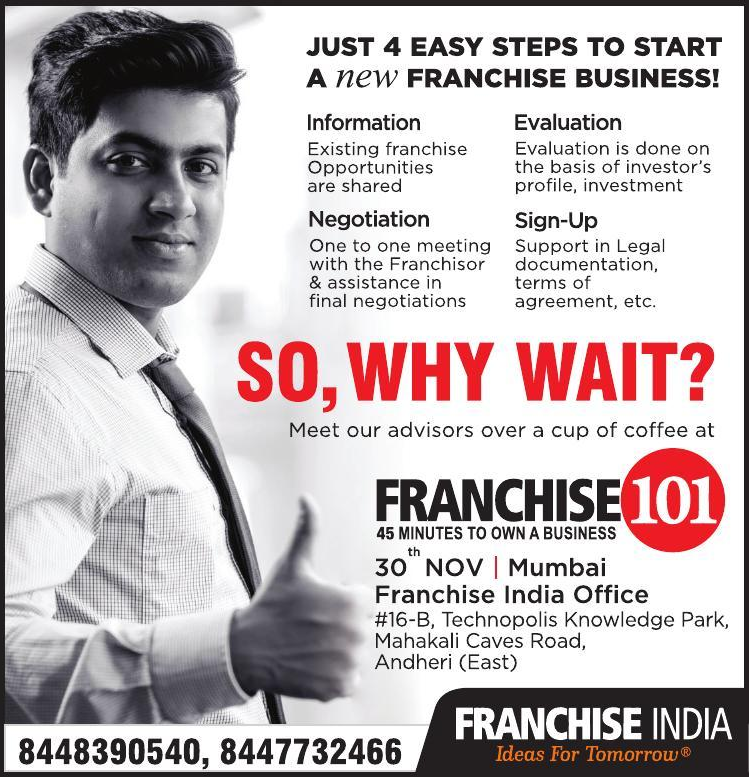 JUST 4 EASY STEPS TO START
A new FRANCHISE BUSINESS!
Information
Existing franchise
Opportunities
are shared
Evaluation
Evaluation is done on
the basis of investor's
profile, investment
Negotiation
One to one meeting
with the Franchisor
& assistance in
final negotiations
Sign-Up
Support in Legal
documentation,
terms of
agreement, etc.
SO, WHY WAIT?
Meet our advisors over a cup of coffee at
FRANCHISE 101
45 MINUTES TO OWN A BUSINESS
30th NOV | Mumbai
Franchise India Office
#16-B, Technopolis Knowledge Park,
Mahakali Caves Road,
Andheri (East)
8448390540, 8447732466
FRANCHISE INDIA
Ideas For Tomorrow®